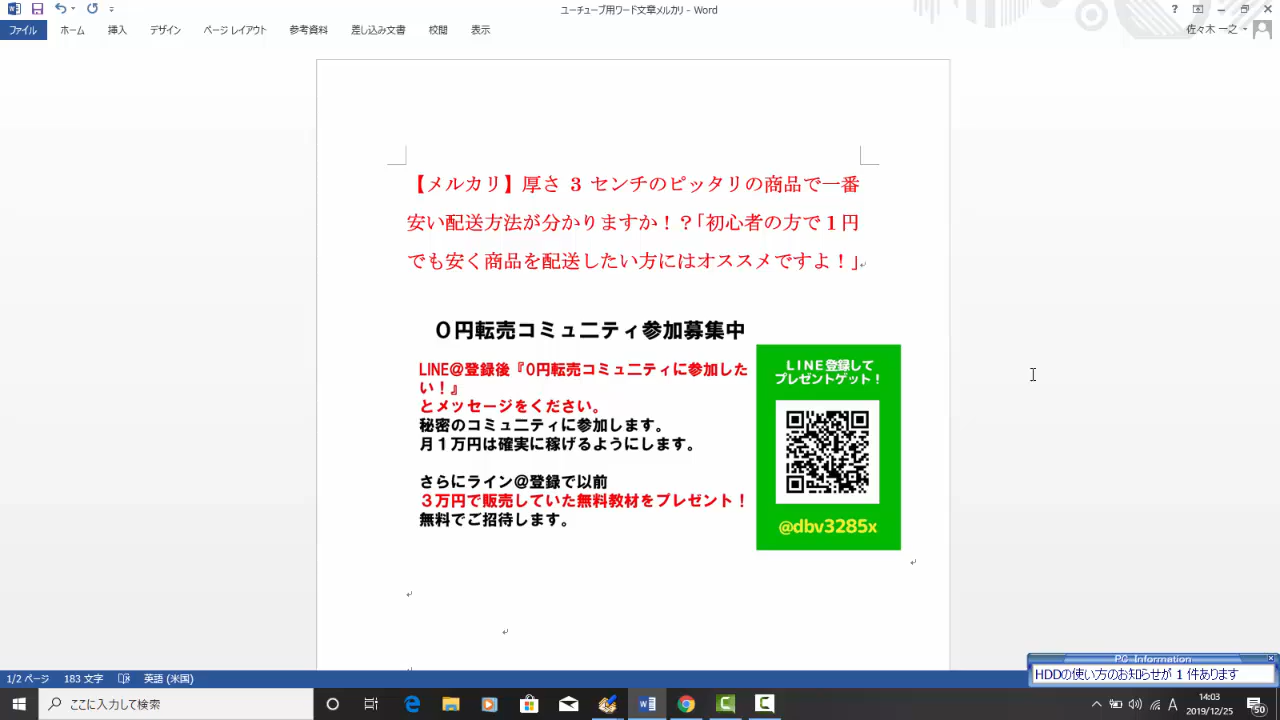 ユーチューブ用ワード文章メルカリ - Word
ファイル ホーム 挿入 デザイン ページ レイアウト 参考資料 差し込み文書 校閲 表示
佐々木 一之
【メルカリ】厚さ 3 センチのピッタリの商品で一番
安い配送方法が分かりますか！？「初心者の方で１円
でも安く商品を配送したい方にはオススメですよ！」
０円転売コミュ二ティ参加募集中
LINE@登録後『0円転売コミュニティに参加した
い！』
とメッセージをください。
秘密のコミュニティに参加します。
月１万円は確実に稼げるようにします。
さらにライン@登録で以前
３万円で販売していた無料教材をプレゼント！
無料でご招待します。
ＬＩＮＥ登録して
プレゼントゲット！
@dbv3285x
PC Information
HDDの使い方のお知らせが 1 件あります
1/2 ページ 183 文字 英語 (米国)
ここに入力して検索
A
14:03
2019/12/25
50